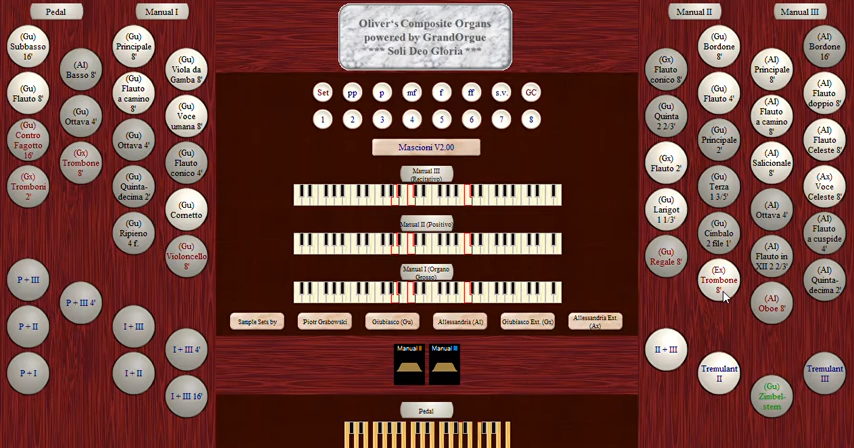 Pedal
Manual I
Oliver's Composite Organs
powered by GrandOrgue
*** Soli Deo Gloria ***
Manual II
Manual III
(Gu)
Subbasso
16'
(Al)
Basso 8'
(Gu)
Principale
8'
(Gu)
Viola da
Gamba 8'
(Gu)
Flauto 8'
(Gu)
Ottava 4'
(Gu)
Flauto
a camino
8'
(Gu)
Voce
umana 8'
(Gu)
Contro
Fagotto
16'
(Gx)
Trombone
8'
(Gu)
Ottava 4'
(Gu)
Flauto
conico 4'
(Gx)
Tromboni
2'
(Gu)
Quinta-
decima 2'
(Gu)
Cornetto
(Gu)
Ripieno
4 f.
(Gu)
Violoncello
8'
P + III
P + III 4'
P + II
I + III
I + III 4'
P + I
I + II
I + III 16'
Set
pp
p
mf
f
ff
s.v.
GC
1
2
3
4
5
6
7
8
Mascioni V2.00
Manual III
(Recitativo)
Manual II (Positivo)
Manual I (Organo
Grosso)
Sample Sets by
Piotr Grabowski
Giubiasco (Gu)
Allessandria (Al)
Giubiasco Ext. (Gx)
Allessandria Ext.
(Ax)
Manual II
Manual III
Pedal
(Gx)
Flauto
conico 8'
(Gu)
Bordone
8'
(Al)
Principale
8'
(Al)
Bordone
16'
(Gu)
Quinta
2 2/3'
(Gu)
Flauto 4'
(Al)
Flauto
a camino
8'
(Al)
Flauto
doppio 8'
(Gx)
Flauto 2'
(Gu)
Principale
2'
(Al)
Salicionale
8'
(Al)
Flauto
Celeste 8'
(Gu)
Largot
1 1/3'
(Gu)
Terza
1 3/5'
(Al)
Ottava 4'
(Ax)
Voce
Celeste 8'
(Gu)
Regale 8'
(Gu)
Cimbalo
2 file 1'
(Al)
Flauto in
XII 2 2/3'
(Al)
Flauto
a cuspide
4'
(Ex)
Trombone
8'
(Al)
Oboe 8'
(Al)
Quinta-
decima 2'
II + III
Tremulant
II
(Gu)
Zimbel-
stern
Tremulant
III